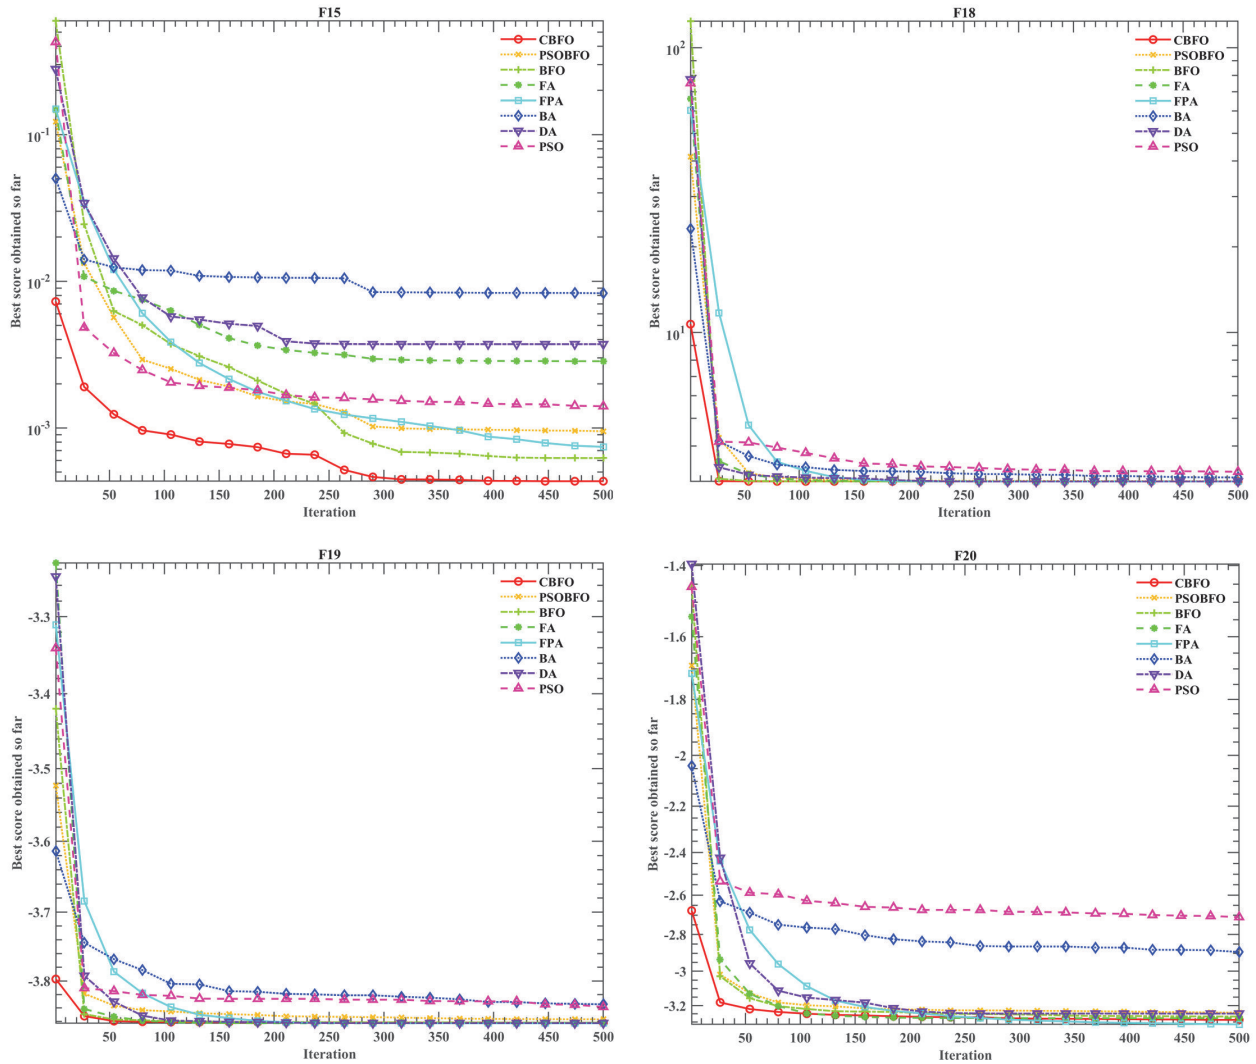 F15
CBFO
PSOBFO
BFO
FA
FPA
BA
DA
PSO
10^-1
10^-2
10^-3
Best score obtained so far
50 100 150 200 250 300 350 400 450 500
Iteration
F18
CBFO
PSOBFO
BFO
FA
FPA
BA
DA
PSO
10^2
10^1
Best score obtained so far
50 100 150 200 250 300 350 400 450 500
Iteration
F19
CBFO
PSOBFO
BFO
FA
FPA
BA
DA
PSO
-3.3
-3.4
-3.5
-3.6
-3.7
-3.8
Best score obtained so far
50 100 150 200 250 300 350 400 450 500
Iteration
F20
CBFO
PSOBFO
BFO
FA
FPA
BA
DA
PSO
-1.4
-1.6
-1.8
-2
-2.2
-2.4
-2.6
-2.8
-3
-3.2
Best score obtained so far
50 100 150 200 250 300 350 400 450 500
Iteration